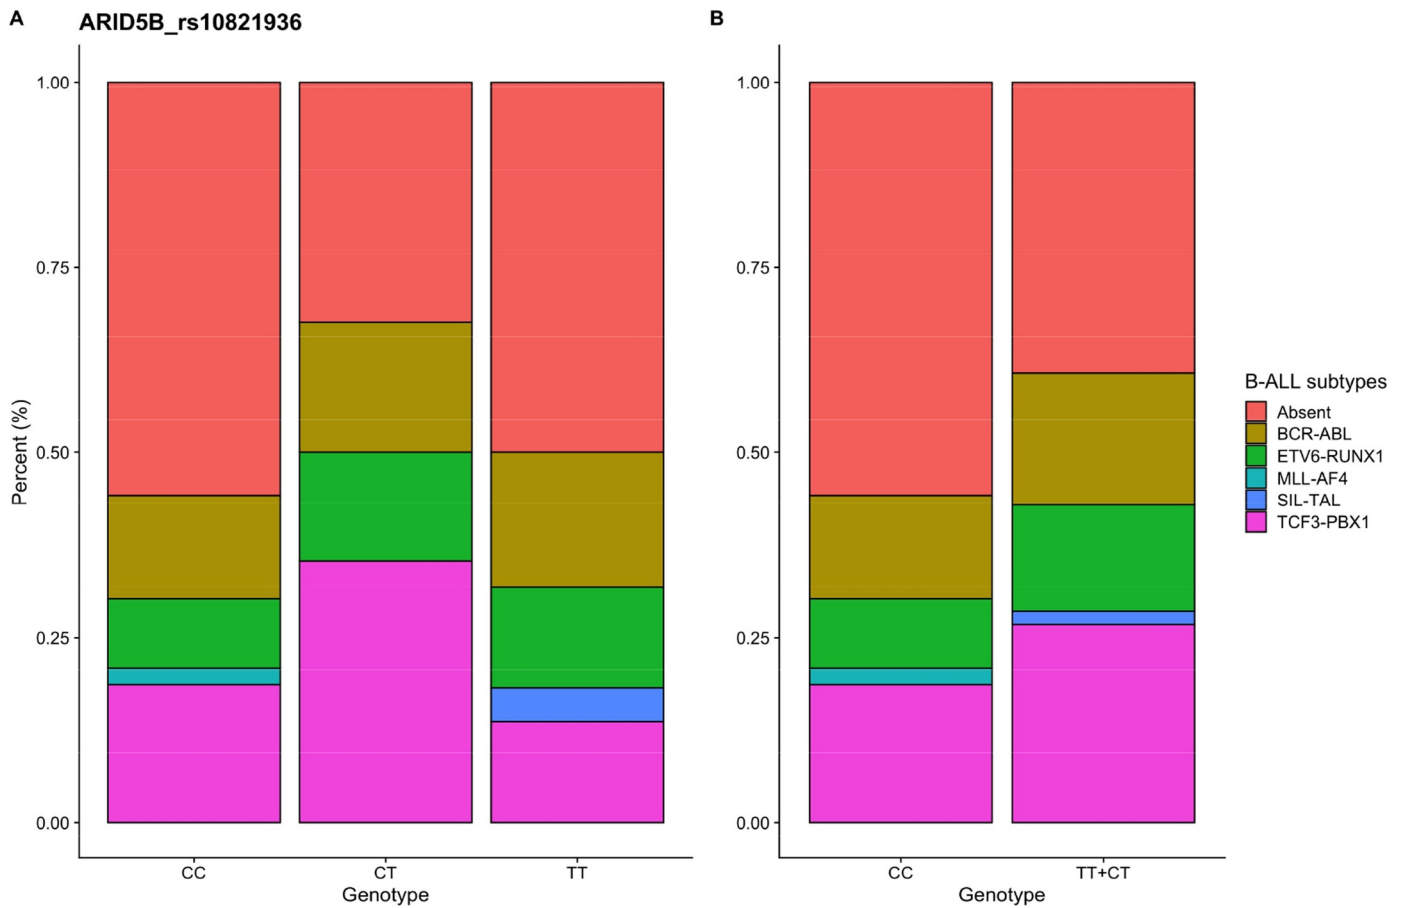 A
ARID5B_rs10821936
Percent (%)
1.00
0.75
0.50
0.25
0.00
CC
CT
TT
Genotype
B
1.00
0.75
0.50
0.25
0.00
CC
TT+CT
Genotype
B-ALL subtypes
Absent
BCR-ABL
ETV6-RUNX1
MLL-AF4
SIL-TAL
TCF3-PBX1